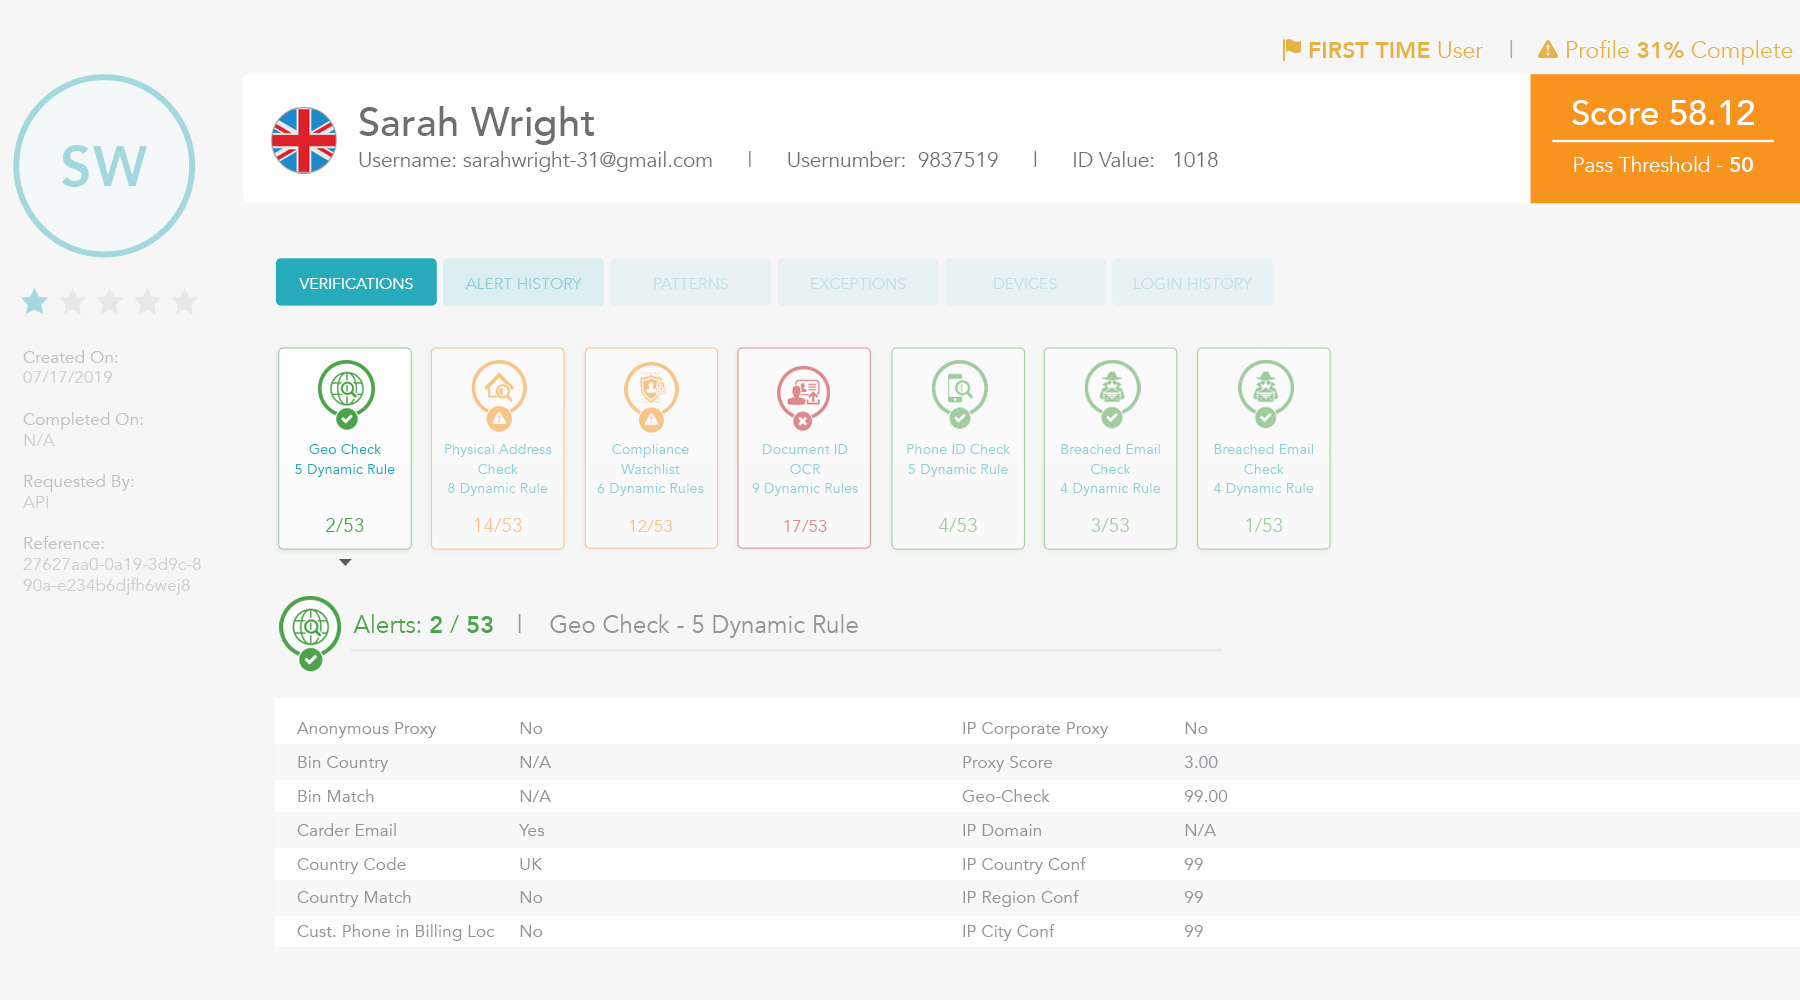 FIRST TIME User | Profile 31% Complete
SW
Sarah Wright
Username: sarahwright-31@gmail.com | Usernumber: 9837519 | ID Value: 1018
Score 58.12
Pass Threshold - 50
VERIFICATIONS ALERT HISTORY PATTERNS EXCEPTIONS DEVICES LOGIN HISTORY
Created On:
07/17/2019
Completed On:
N/A
Requested By:
API
Reference:
27627aa0-0a19-3d9c-8
90a-e234b6djfh6wej8
Geo Check
5 Dynamic Rule
2/53
Physical Address
Check
8 Dynamic Rule
14/53
Compliance
Watchlist
6 Dynamic Rules
12/53
Document ID
OCR
9 Dynamic Rules
17/53
Phone ID Check
5 Dynamic Rule
4/53
Breached Email
Check
4 Dynamic Rule
3/53
Breached Email
Check
4 Dynamic Rule
1/53
Alerts: 2 / 53 | Geo Check - 5 Dynamic Rule
Anonymous Proxy No IP Corporate Proxy No
Bin Country N/A Proxy Score 3.00
Bin Match N/A Geo-Check 99.00
Carder Email Yes IP Domain N/A
Country Code UK IP Country Conf 99
Country Match No IP Region Conf 99
Cust. Phone in Billing Loc No IP City Conf 99